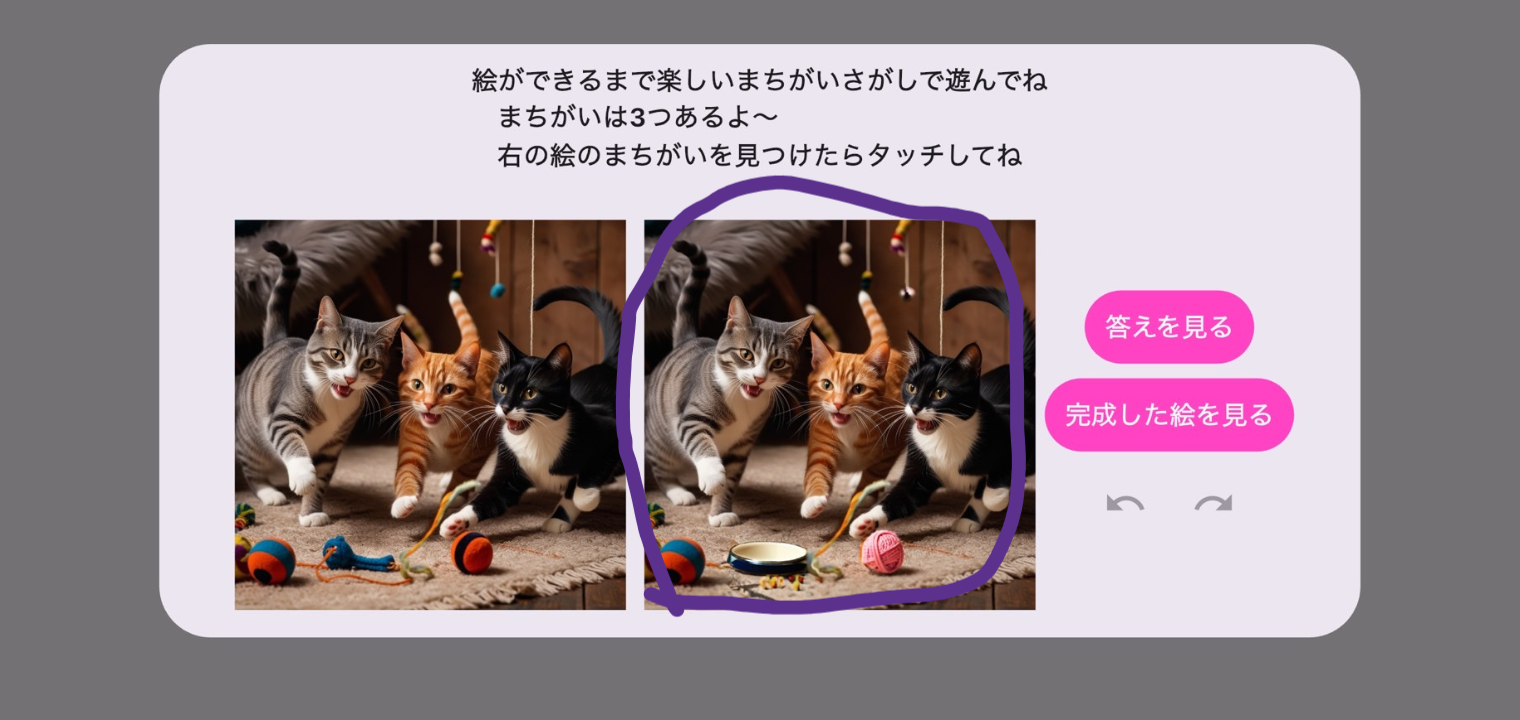 絵ができるまで楽しいまちがいさがしで遊んでね
まちがいは3つあるよ〜
右の絵のまちがいを見つけたらタッチしてね
答えを見る
完成した絵を見る